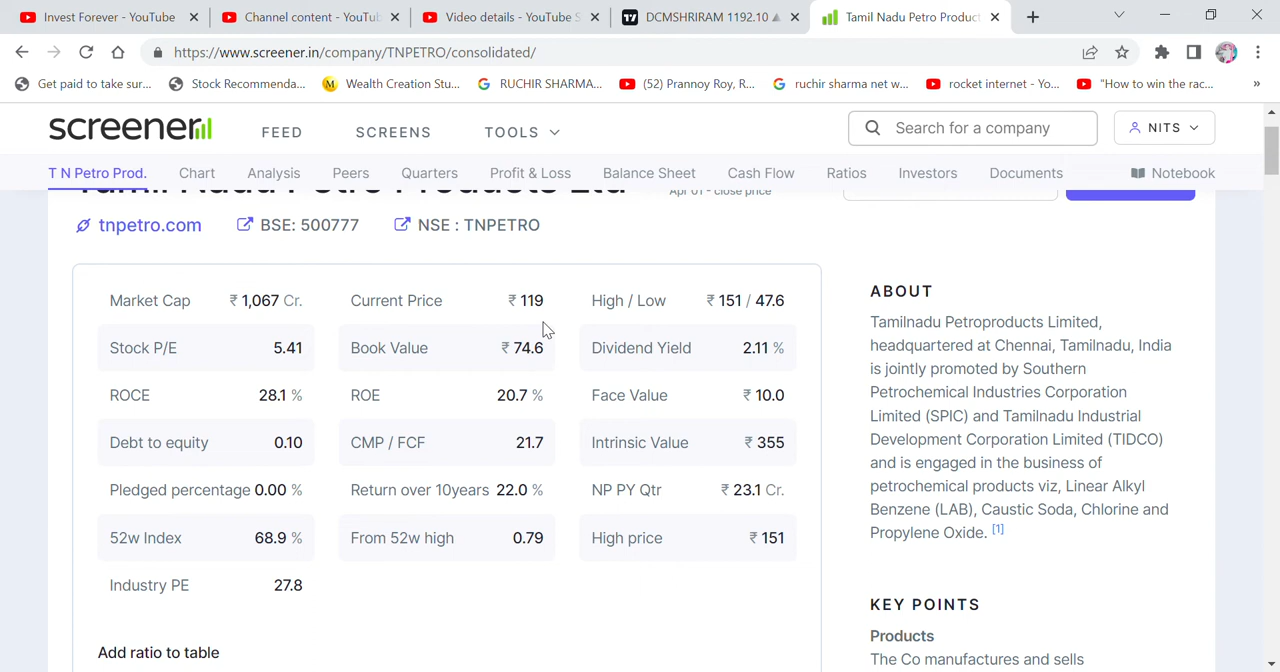 Invest Forever - YouTube
Channel content - YouTu
Video details - YouTube S
DCMSHRIRAM 1192.10
Tamil Nadu Petro Product
https://www.screener.in/company/TNPETRO/consolidated/
Get paid to take sur...
Stock Recommenda...
Wealth Creation Stu...
RUCHIR SHARMA...
(52) Prannoy Roy, R...
ruchir sharma net w...
rocket internet - Yo...
"How to win the rac...
»
screener
FEED
SCREENS
TOOLS
Search for a company
NITS
T N Petro Prod.
Chart
Analysis
Peers
Quarters
Profit & Loss
Balance Sheet
Cash Flow
Ratios
Investors
Documents
Notebook
Tamil Nadu Petro Products Ltd
Apr 01 - close price
tnpetro.com
BSE: 500777
NSE : TNPETRO
Market Cap ₹ 1,067 Cr.
Current Price ₹ 119
High / Low ₹ 151 / 47.6
Stock P/E 5.41
Book Value ₹ 74.6
Dividend Yield 2.11 %
ROCE 28.1 %
ROE 20.7 %
Face Value ₹ 10.0
Debt to equity 0.10
CMP / FCF 21.7
Intrinsic Value ₹ 355
Pledged percentage 0.00 %
Return over 10years 22.0 %
NP PY Qtr ₹ 23.1 Cr.
52w Index 68.9 %
From 52w high 0.79
High price ₹ 151
Industry PE 27.8
Add ratio to table
ABOUT
Tamilnadu Petroproducts Limited,
headquartered at Chennai, Tamilnadu, India
is jointly promoted by Southern
Petrochemical Industries Corporation
Limited (SPIC) and Tamilnadu Industrial
Development Corporation Limited (TIDCO)
and is engaged in the business of
petrochemical products viz, Linear Alkyl
Benzene (LAB), Caustic Soda, Chlorine and
Propylene Oxide. [1]
KEY POINTS
Products
The Co manufactures and sells